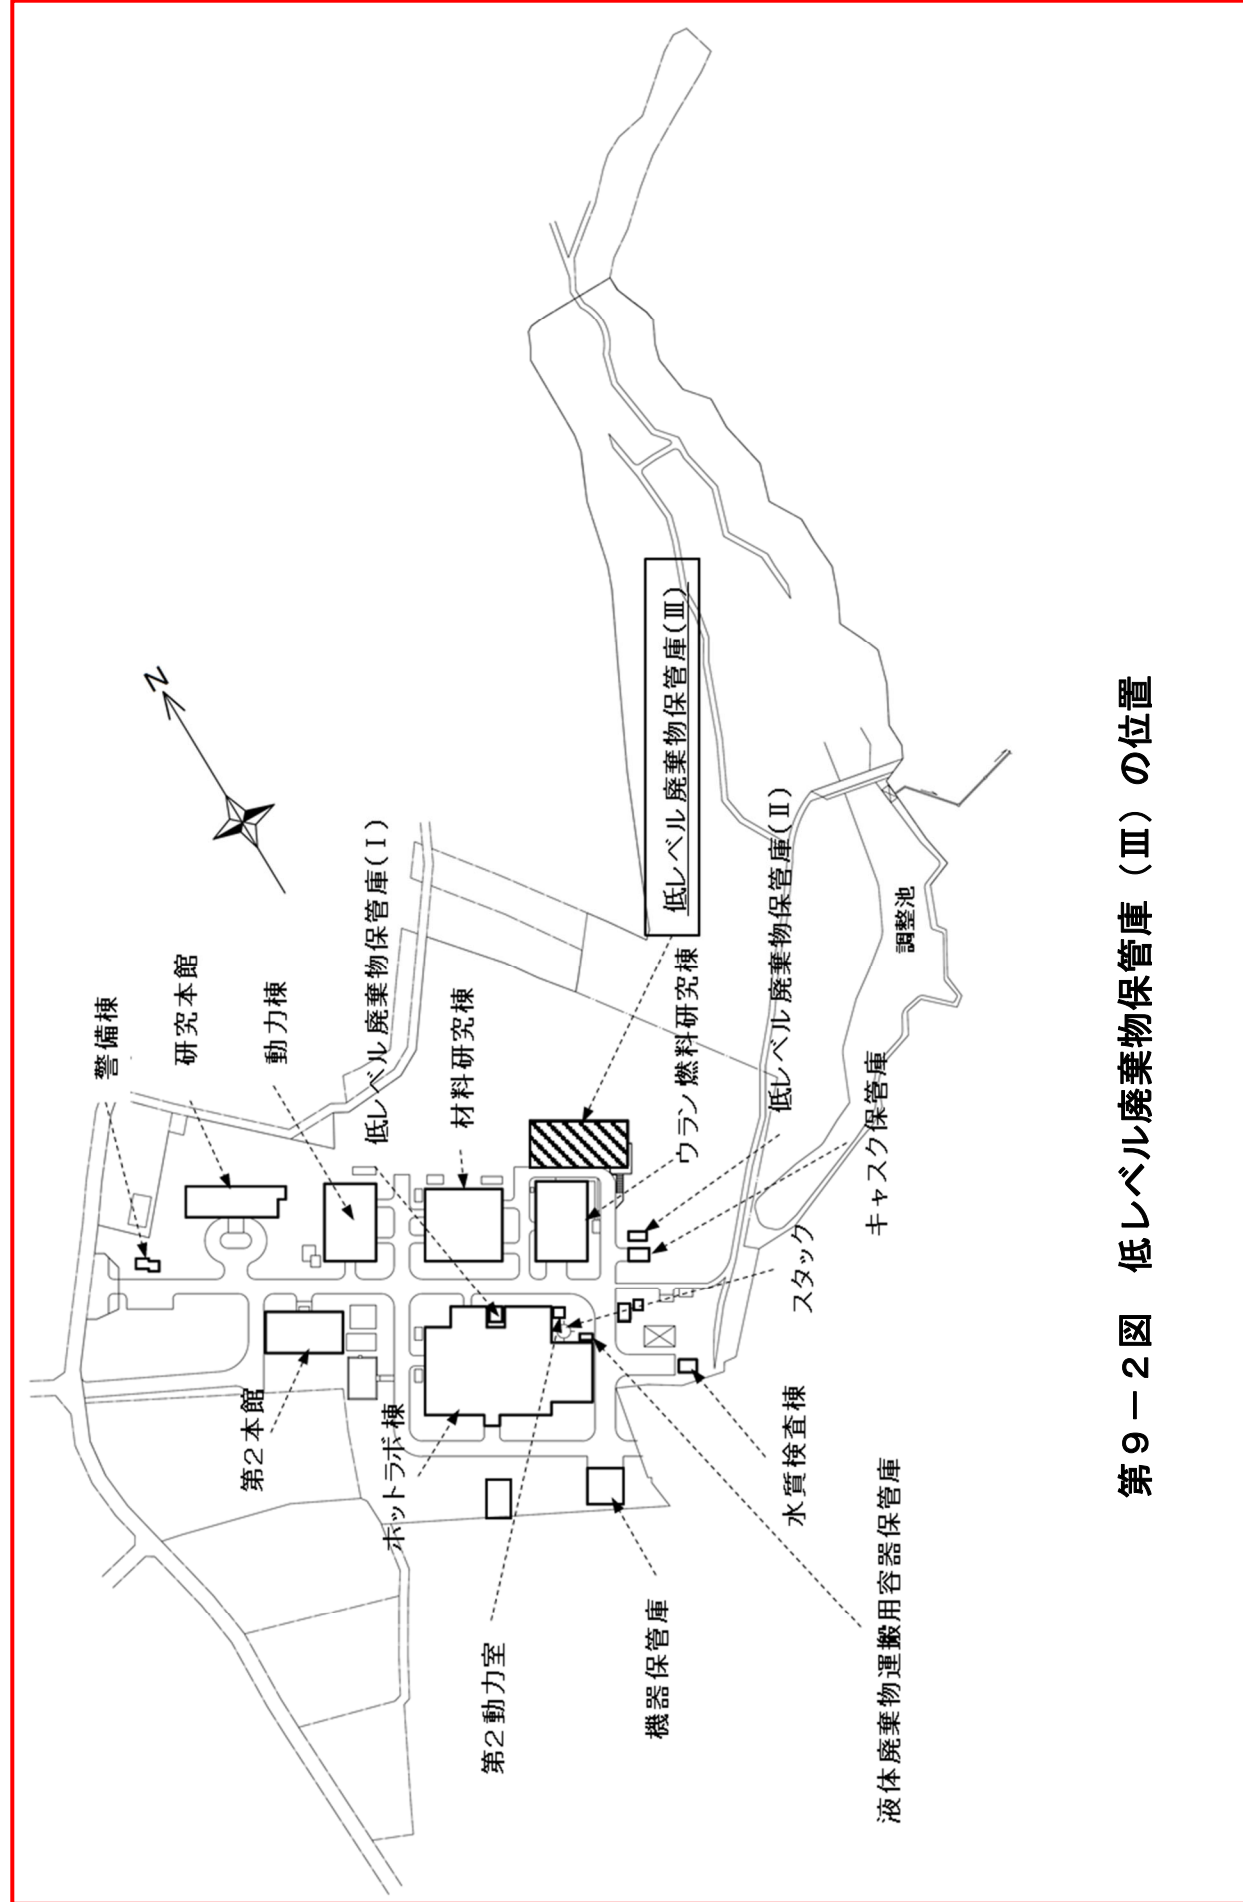 N
警備棟
研究本館
動力棟
低レベル廃棄物保管庫(Ⅰ)
材料研究棟
低レベル廃棄物保管庫(Ⅲ)
ウラン燃料研究棟
低レベル廃棄物保管庫(Ⅱ)
キャスク保管庫
調整池
スタック
第2本館
ホットラボ棟
第2動力室
機器保管庫
水質検査棟
液体廃棄物運搬用容器保管庫
第9-2図 低レベル廃棄物保管庫(Ⅲ)の位置